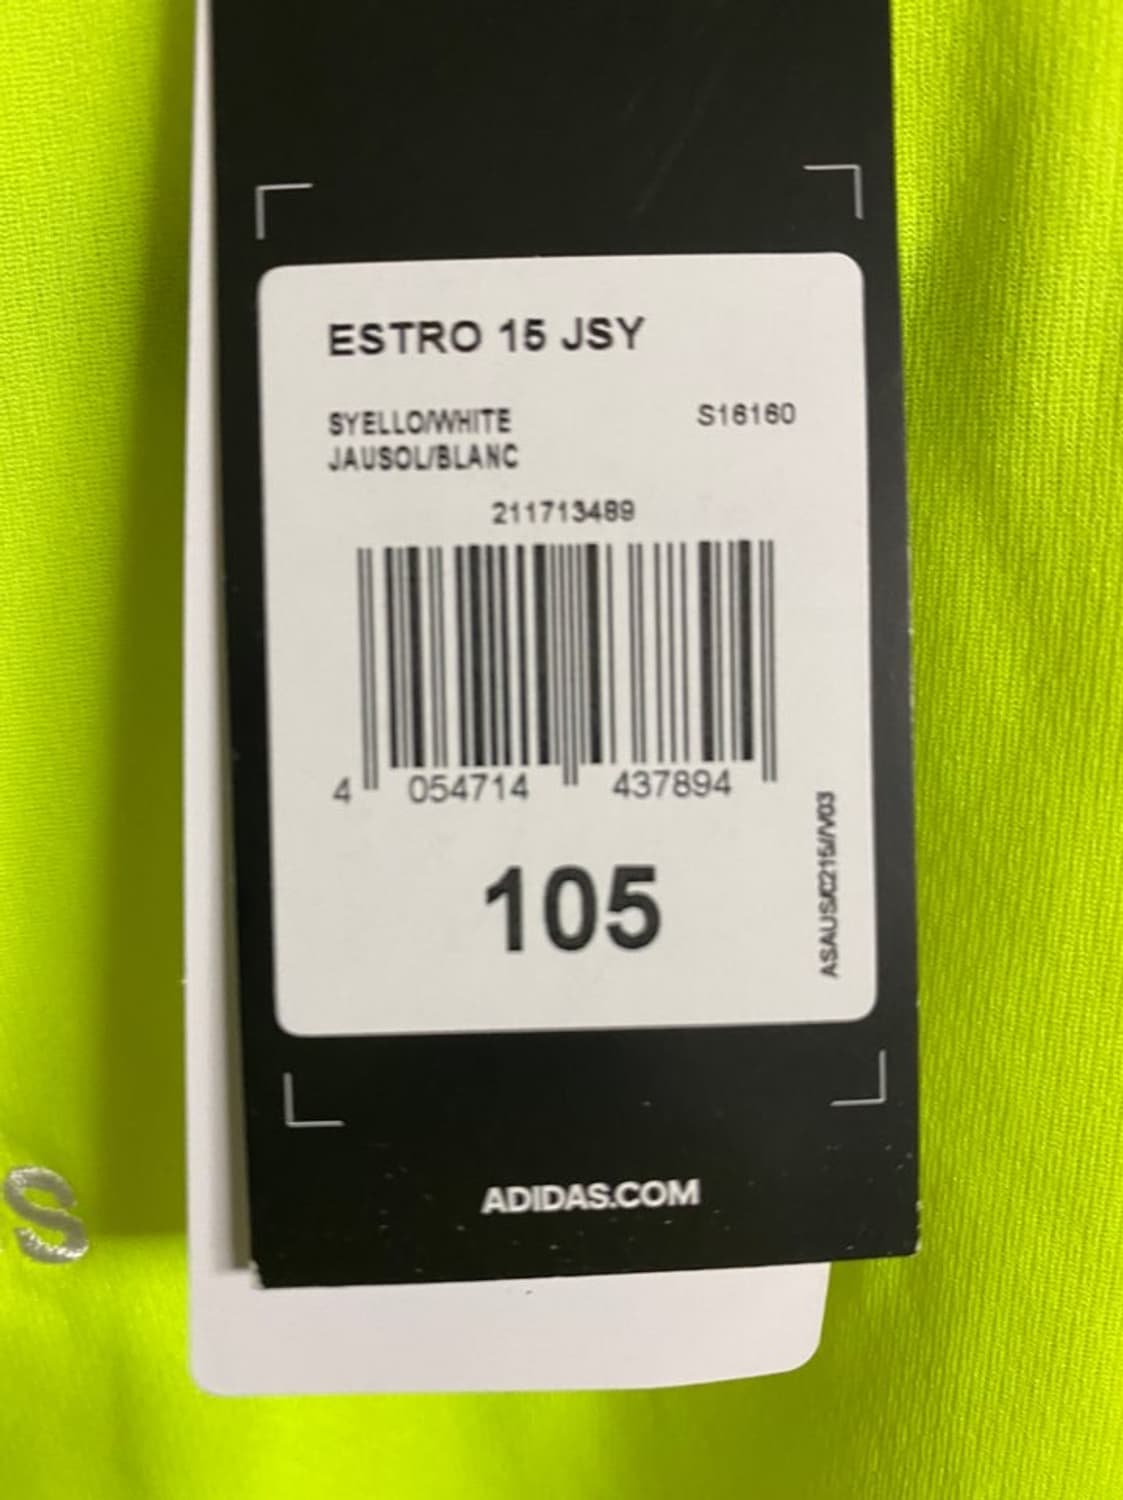 ESTRO 15 JSY
SYELLO/WHITE S16160
JAUSOL/BLANC
211713489
4 054714 437894
105
ASAUS/C215//V03
ADIDAS.COM
S